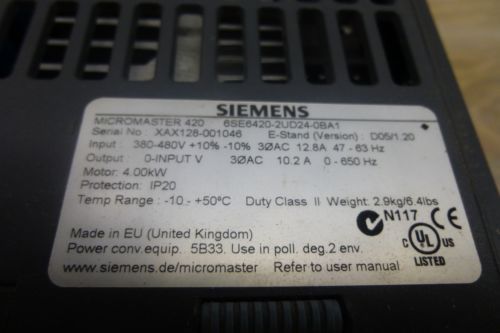 SIEMENS
MICROMASTER 420 6SE6420-2UD24-0BA1
Serial No : XAX128-001046 E-Stand (Version) : D05/1.20
Input : 380-480V +10% -10% 3ØAC 12.8A 47 - 63 Hz
Output : 0-INPUT V 3ØAC 10.2 A 0 - 650 Hz
Motor: 4.00kW
Protection: IP20
Temp Range : -10 - +50°C Duty Class II Weight: 2.9kg/6.4lbs
N117 CE
Made in EU (United Kingdom)
Power conv.equip. 5B33. Use in poll. deg.2 env.
C UL US
LISTED
www.siemens.de/micromaster Refer to user manual